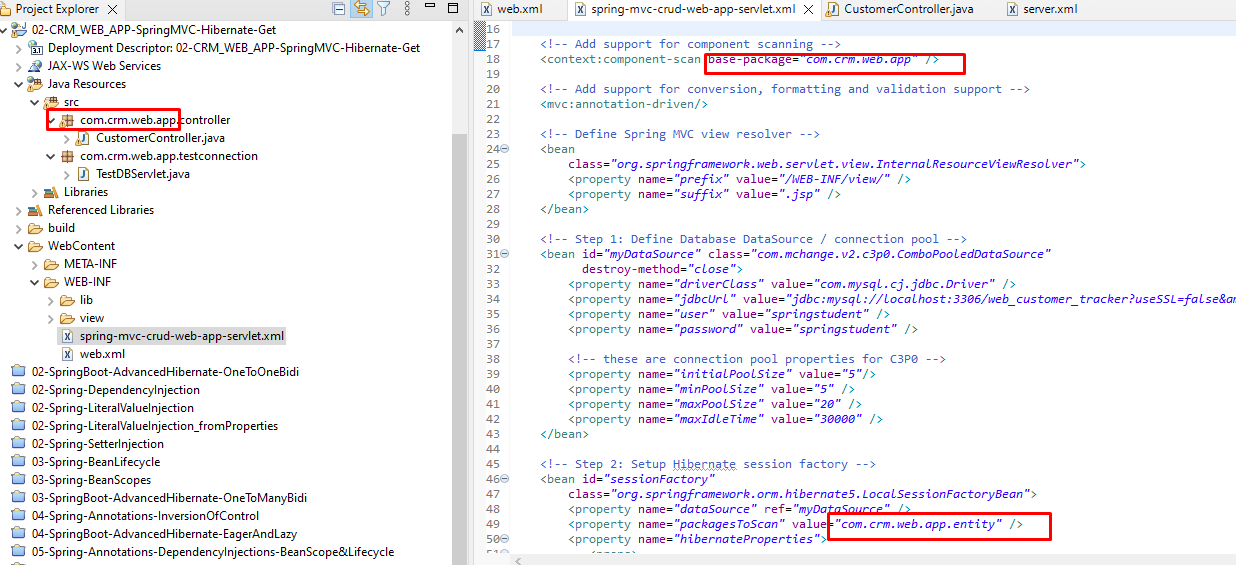 Project Explorer
02-CRM_WEB_APP-SpringMVC-Hibernate-Get
Deployment Descriptor: 02-CRM_WEB_APP-SpringMVC-Hibernate-Get
JAX-WS Web Services
Java Resources
src
com.crm.web.app.controller
CustomerController.java
com.crm.web.app.testconnection
TestDBServlet.java
Libraries
Referenced Libraries
build
WebContent
META-INF
WEB-INF
lib
view
spring-mvc-crud-web-app-servlet.xml
web.xml
02-SpringBoot-AdvancedHibernate-OneToOneBidi
02-Spring-DependencyInjection
02-Spring-LiteralValueInjection
02-Spring-LiteralValueInjection_fromProperties
02-Spring-SetterInjection
03-Spring-BeanLifecycle
03-Spring-BeanScopes
03-SpringBoot-AdvancedHibernate-OneToManyBidi
04-Spring-Annotations-InversionOfControl
04-SpringBoot-AdvancedHibernate-EagerAndLazy
05-Spring-Annotations-DependencyInjections-BeanScope&Lifecycle
web.xml spring-mvc-crud-web-app-servlet.xml CustomerController.java server.xml
16
17 <!-- Add support for component scanning -->
18 <context:component-scan base-package="com.crm.web.app" />
19
20 <!-- Add support for conversion, formatting and validation support -->
21 <mvc:annotation-driven/>
22
23 <!-- Define Spring MVC view resolver -->
24 <bean
25 class="org.springframework.web.servlet.view.InternalResourceViewResolver">
26 <property name="prefix" value="/WEB-INF/view/" />
27 <property name="suffix" value=".jsp" />
28 </bean>
29
30 <!-- Step 1: Define Database DataSource / connection pool -->
31 <bean id="myDataSource" class="com.mchange.v2.c3p0.ComboPooledDataSource"
32 destroy-method="close">
33 <property name="driverClass" value="com.mysql.cj.jdbc.Driver" />
34 <property name="jdbcUrl" value="jdbc:mysql://localhost:3306/web_customer_tracker?useSSL=false&am
35 <property name="user" value="springstudent" />
36 <property name="password" value="springstudent" />
37
38 <!-- these are connection pool properties for C3P0 -->
39 <property name="initialPoolSize" value="5"/>
40 <property name="minPoolSize" value="5" />
41 <property name="maxPoolSize" value="20" />
42 <property name="maxIdleTime" value="30000" />
43 </bean>
44
45 <!-- Step 2: Setup Hibernate session factory -->
46 <bean id="sessionFactory"
47 class="org.springframework.orm.hibernate5.LocalSessionFactoryBean">
48 <property name="dataSource" ref="myDataSource" />
49 <property name="packagesToScan" value="com.crm.web.app.entity" />
50 <property name="hibernateProperties">
51 <props>